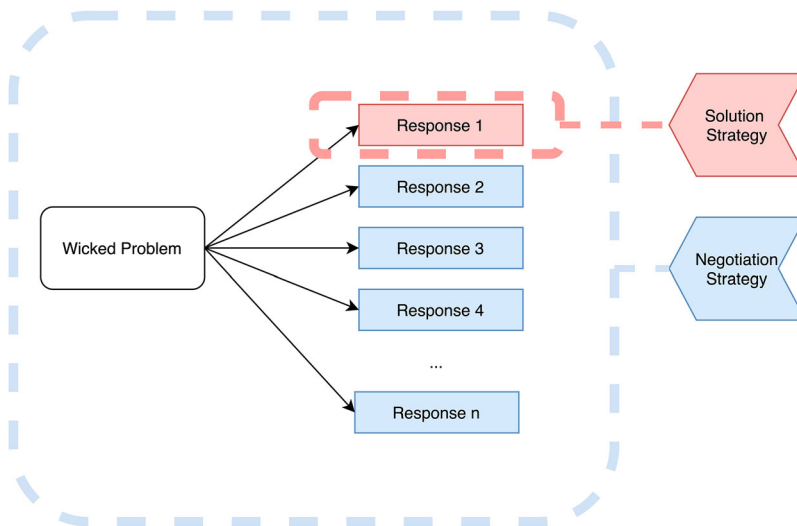 Response 1
Solution
Strategy
Response 2
Wicked Problem
Response 3
Negotiation
Strategy
Response 4
...
Response n